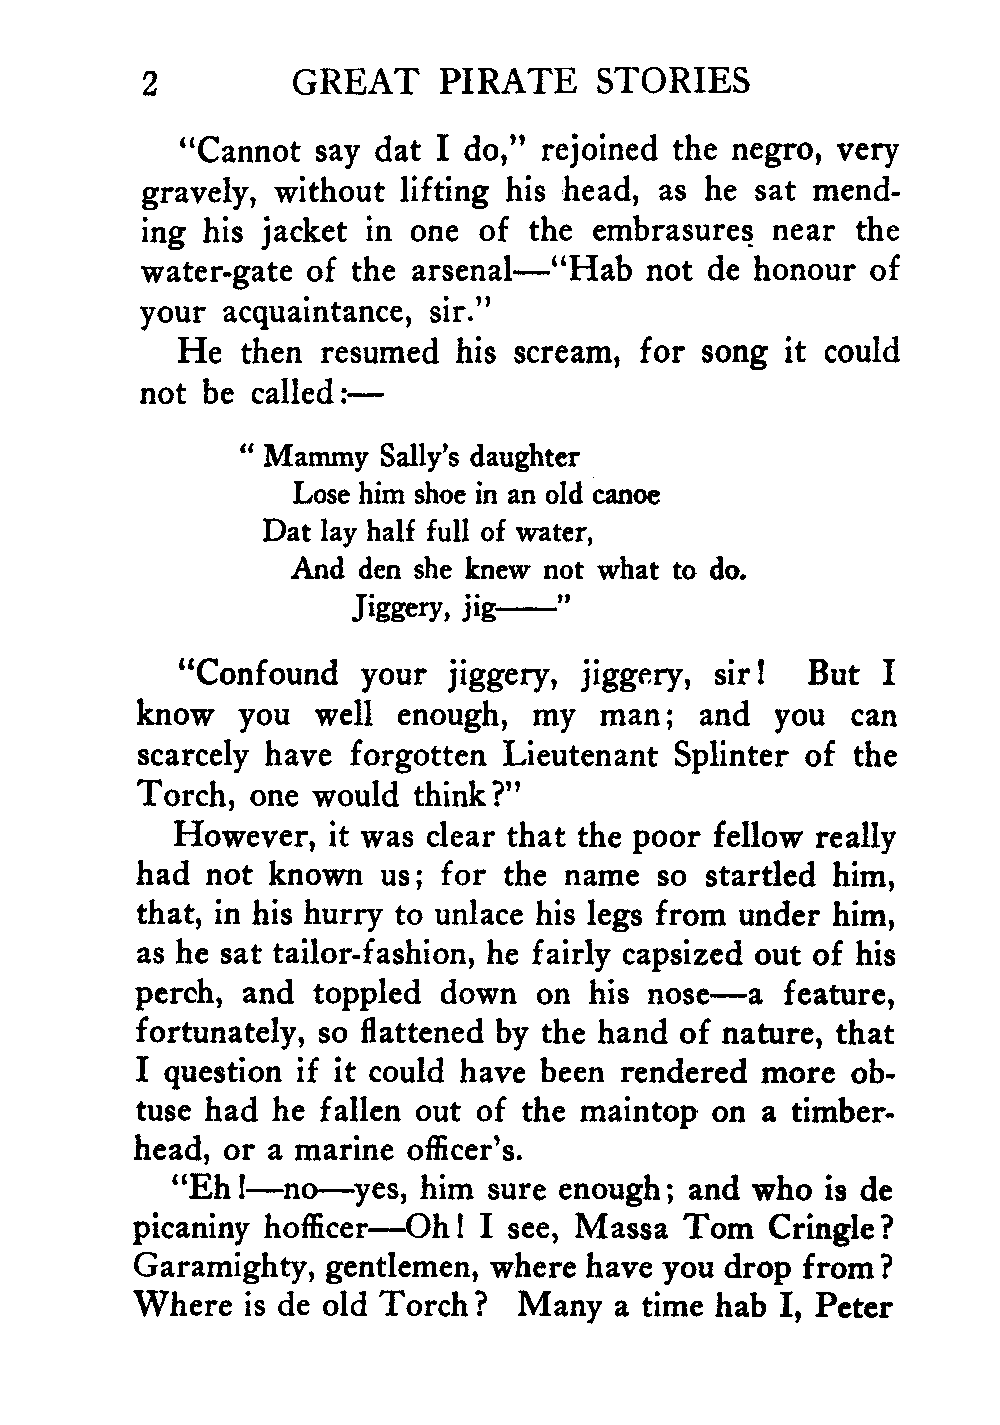 2 GREAT PIRATE STORIES
"Cannot say dat I do," rejoined the negro, very
gravely, without lifting his head, as he sat mend-
ing his jacket in one of the embrasures near the
water-gate of the arsenal—"Hab not de honour of
your acquaintance, sir."
He then resumed his scream, for song it could
not be called:—
"Mammy Sally's daughter
Lose him shoe in an old canoe
Dat lay half full of water,
And den she knew not what to do.
Jiggery, jig——"
"Confound your jiggery, jiggery, sir! But I
know you well enough, my man; and you can
scarcely have forgotten Lieutenant Splinter of the
Torch, one would think?"
However, it was clear that the poor fellow really
had not known us; for the name so startled him,
that, in his hurry to unlace his legs from under him,
as he sat tailor-fashion, he fairly capsized out of his
perch, and toppled down on his nose—a feature,
fortunately, so flattened by the hand of nature, that
I question if it could have been rendered more ob-
tuse had he fallen out of the maintop on a timber-
head, or a marine officer's.
"Eh!—no—yes, him sure enough; and who is de
picaniny hofficer—Oh! I see, Massa Tom Cringle?
Garamighty, gentlemen, where have you drop from?
Where is de old Torch? Many a time hab I, Peter